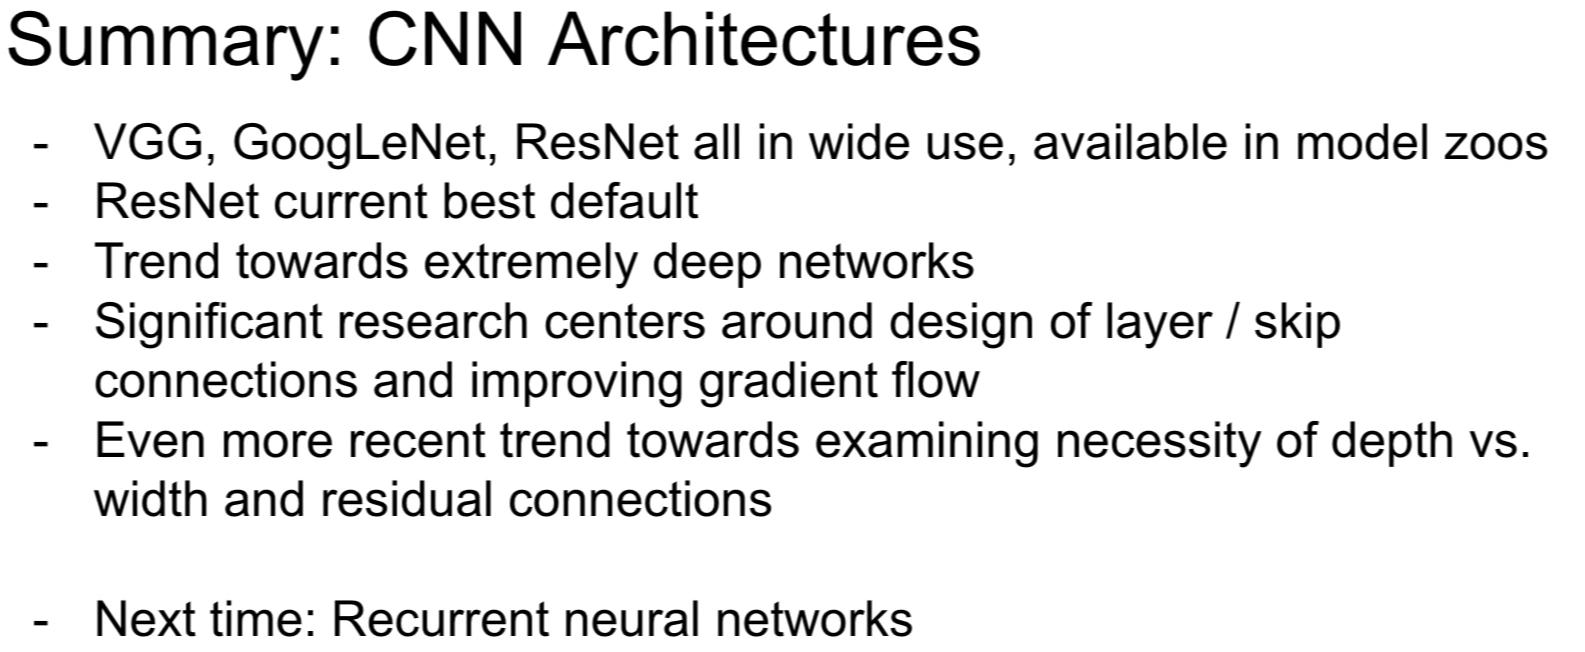 Summary: CNN Architectures
- VGG, GoogLeNet, ResNet all in wide use, available in model zoos
- ResNet current best default
- Trend towards extremely deep networks
- Significant research centers around design of layer / skip
connections and improving gradient flow
- Even more recent trend towards examining necessity of depth vs.
width and residual connections
- Next time: Recurrent neural networks